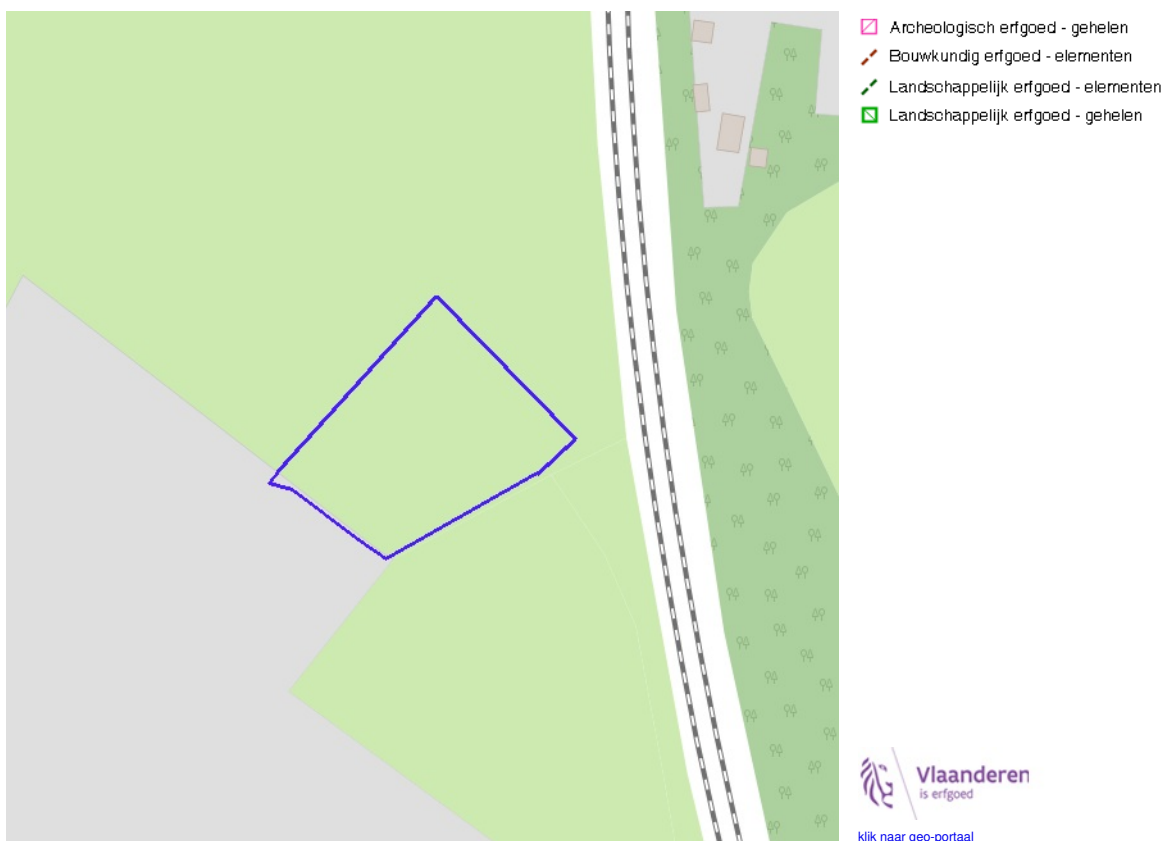 Archeologisch erfgoed - gehelen
Bouwkundig erfgoed - elementen
Landschappelijk erfgoed - elementen
Landschappelijk erfgoed - gehelen
Vlaanderen
is erfgoed
klik naar geo-portaal